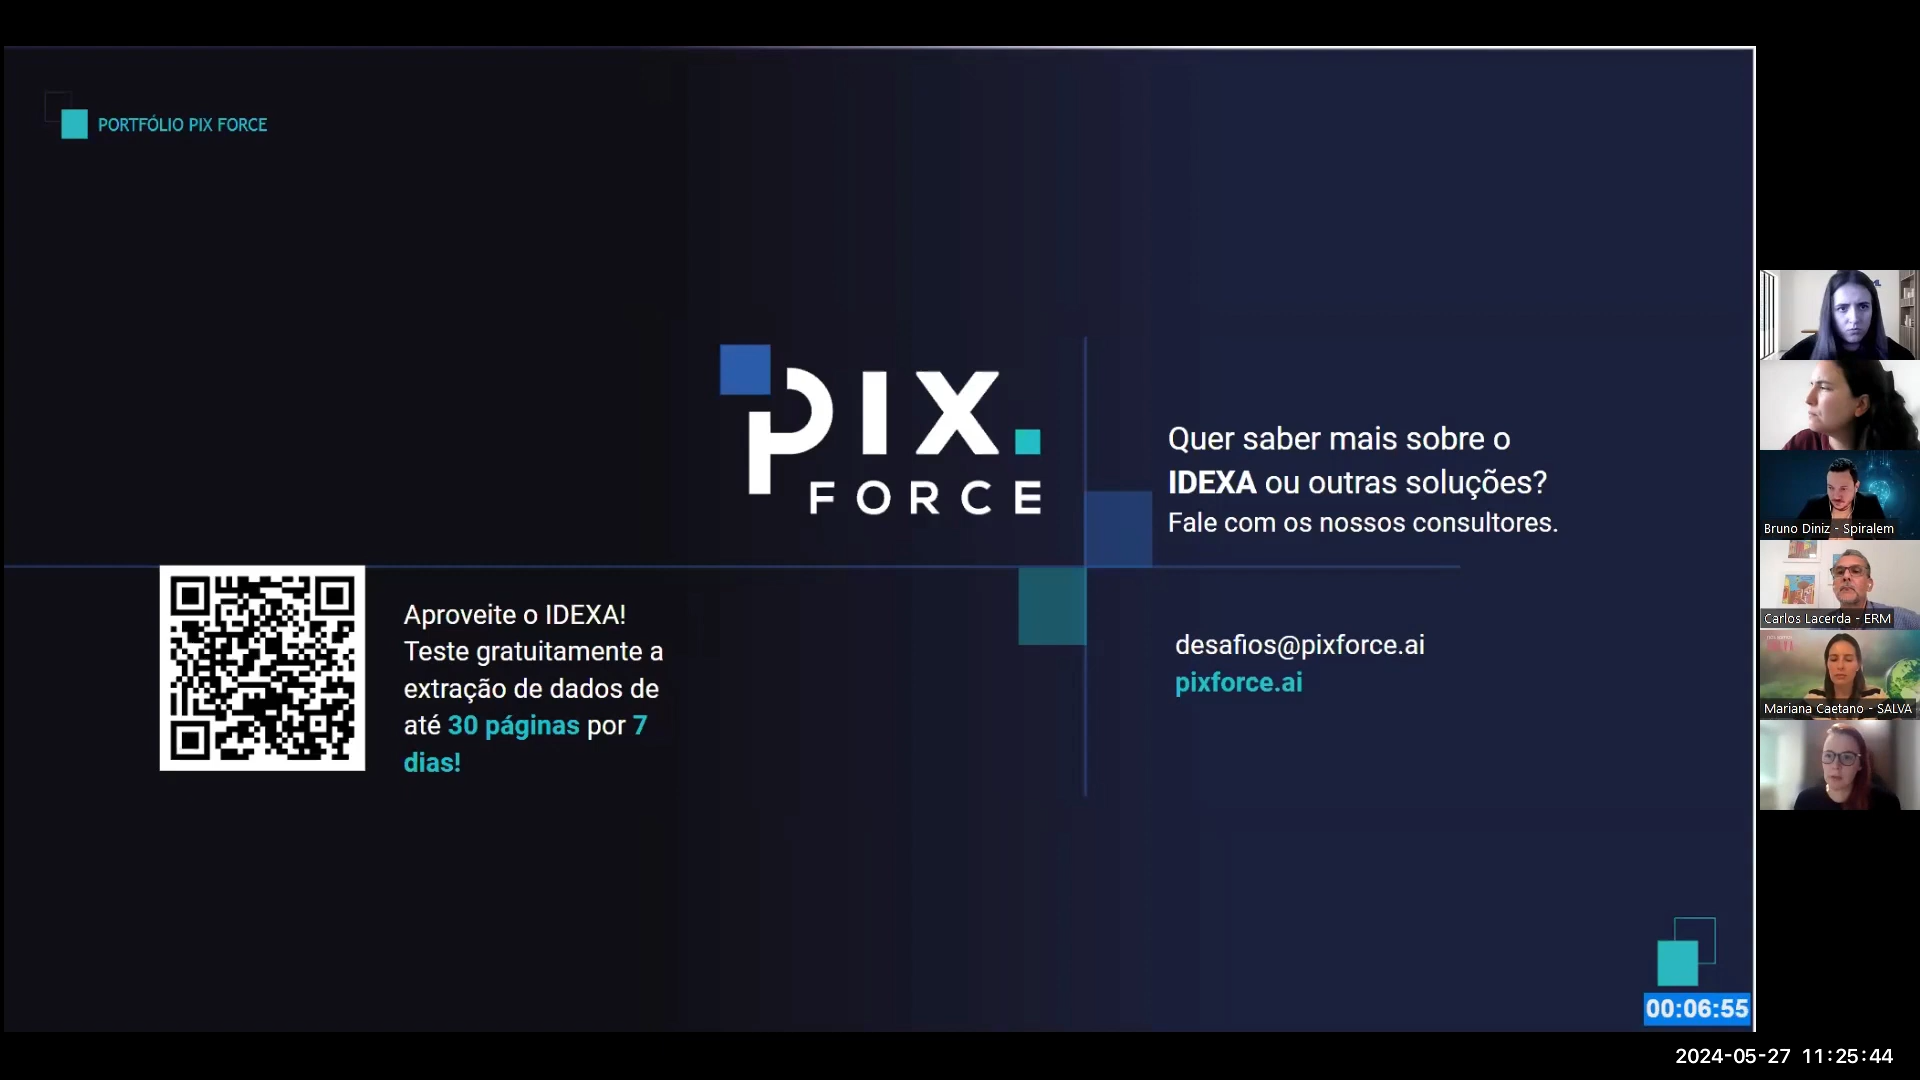 PORTFÓLIO PIX FORCE
PIX.
FORCE
Quer saber mais sobre o
IDEXA ou outras soluções?
Fale com os nossos consultores.
Aproveite o IDEXA!
Teste gratuitamente a
extração de dados de
até 30 páginas por 7
dias!
desafios@pixforce.ai
pixforce.ai
Bruno Diniz - Spiralem
Carlos Lacerda - ERM
Mariana Caetano - SALVA
00:06:55
2024-05-27 11:25:44